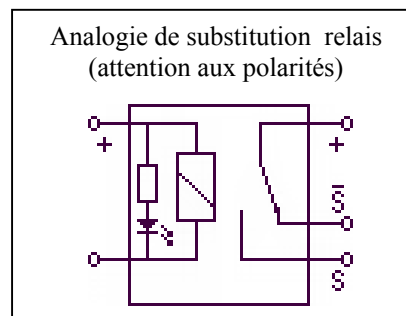 Analogie de substitution relais
(attention aux polarités)
+
+
S̅
S